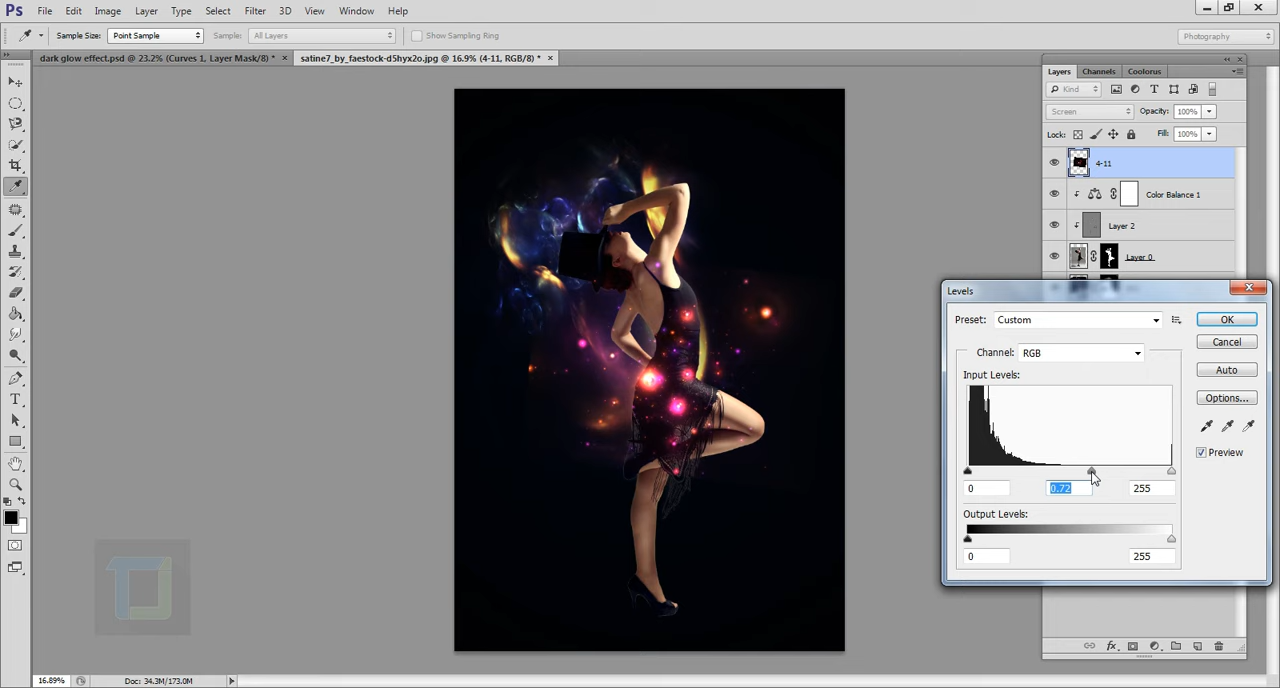 Ps File Edit Image Layer Type Select Filter 3D View Window Help
Sample Size: Point Sample Sample: All Layers Show Sampling Ring Photography
dark glow effect.psd @ 23.2% (Curves 1, Layer Mask/8) * × satine7_by_faestock-d5hyx2o.jpg @ 16.9% (4-11, RGB/8) * ×
Layers Channels Coolorus
Kind
Screen Opacity: 100%
Lock: Fill: 100%
4-11
Color Balance 1
Layer 2
Layer 0
Levels
Preset: Custom OK
Channel: RGB Cancel
Input Levels: Auto
Options...
Preview
0 0.72 255
Output Levels:
0 255
16.89% Doc: 34.3M/173.0M